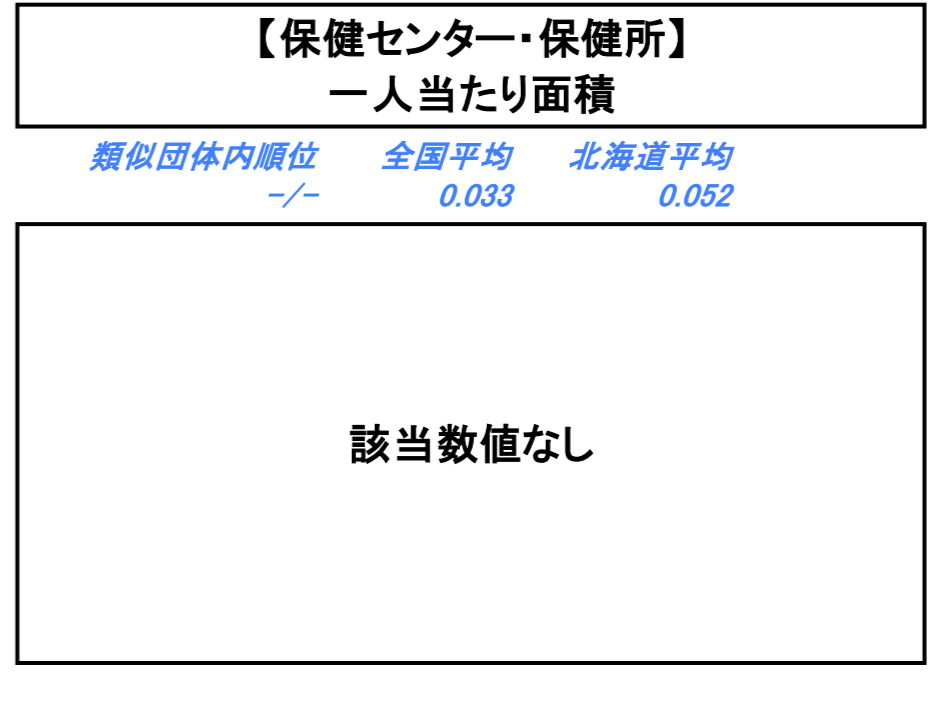 【保健センター・保健所】
一人当たり面積
類似団体内順位 全国平均 北海道平均
-/- 0.033 0.052
該当数値なし